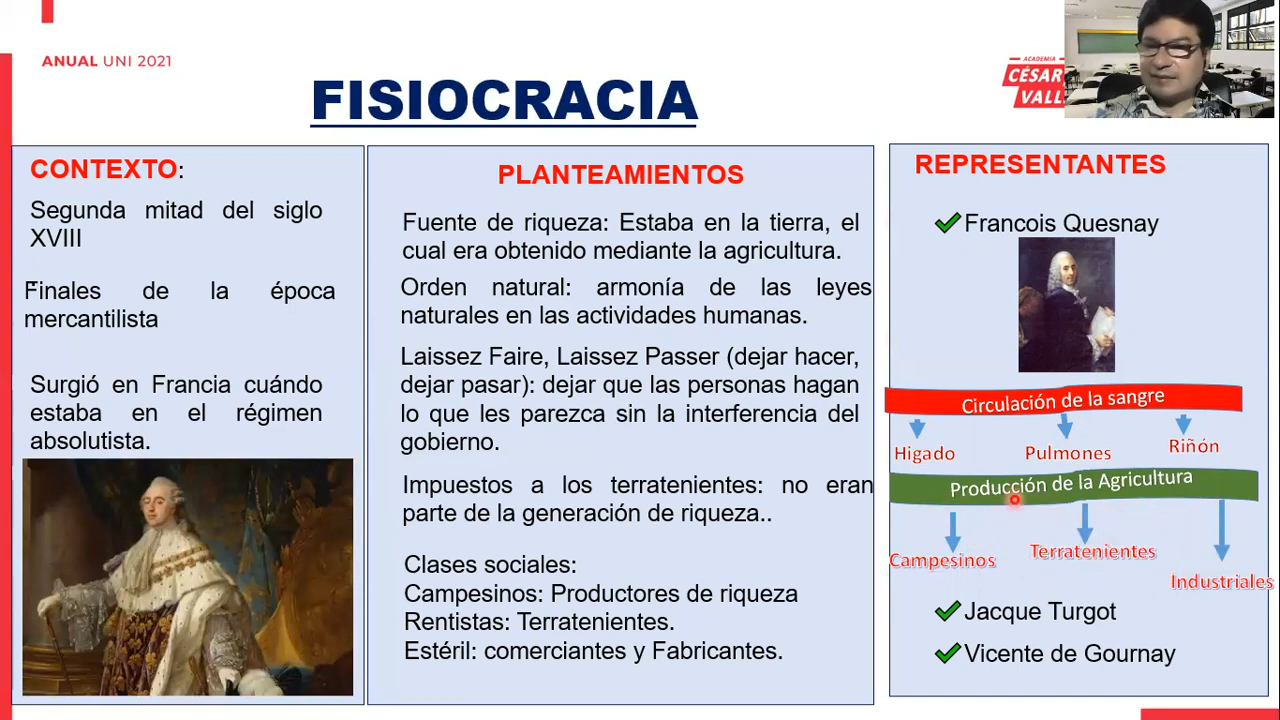 ANUAL UNI 2021
ACADEMIA
CÉSAR
VALL
FISIOCRACIA
CONTEXTO:
Segunda mitad del siglo
XVIII
Finales de la época
mercantilista
Surgió en Francia cuándo
estaba en el régimen
absolutista.
PLANTEAMIENTOS
Fuente de riqueza: Estaba en la tierra, el
cual era obtenido mediante la agricultura.
Orden natural: armonía de las leyes
naturales en las actividades humanas.
Laissez Faire, Laissez Passer (dejar hacer,
dejar pasar): dejar que las personas hagan
lo que les parezca sin la interferencia del
gobierno.
Impuestos a los terratenientes: no eran
parte de la generación de riqueza..
Clases sociales:
Campesinos: Productores de riqueza
Rentistas: Terratenientes.
Estéril: comerciantes y Fabricantes.
REPRESENTANTES
Francois Quesnay
Circulación de la sangre
Higado Pulmones Riñón
Producción de la Agricultura
Campesinos Terratenientes Industriales
Jacque Turgot
Vicente de Gournay